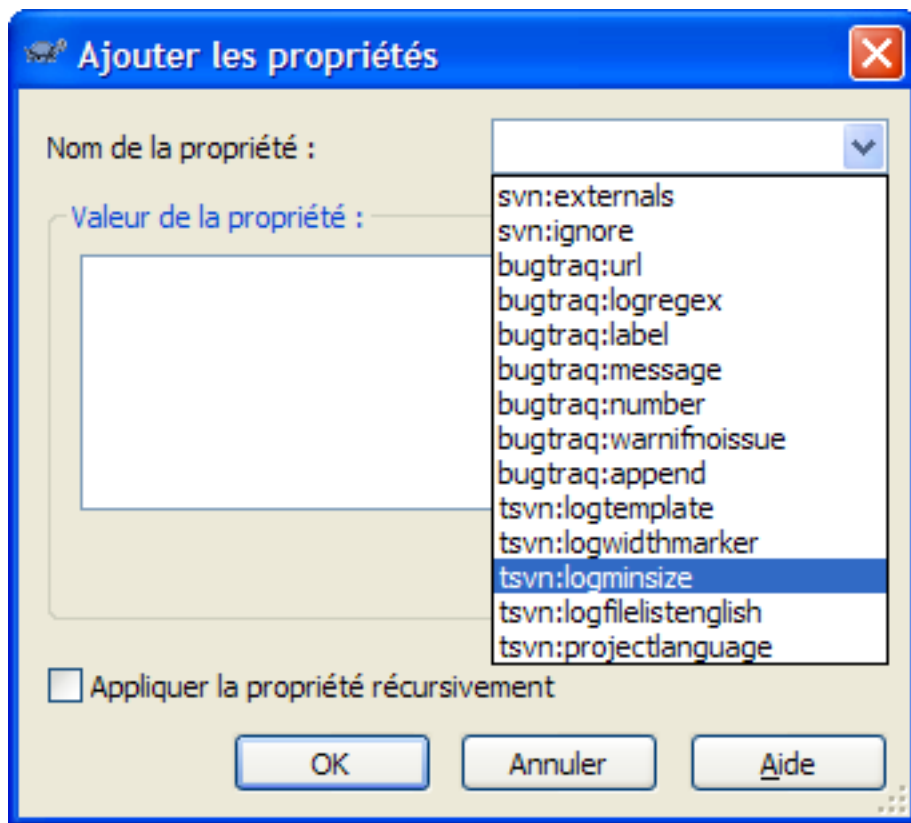 Ajouter les propriétés
Nom de la propriété :
svn:externals
svn:ignore
bugtraq:url
bugtraq:logregex
bugtraq:label
bugtraq:message
bugtraq:number
bugtraq:warnifnoissue
bugtraq:append
tsvn:logtemplate
tsvn:logwidthmarker
tsvn:logminsize
tsvn:logfilelistenglish
tsvn:projectlanguage
Valeur de la propriété :
Appliquer la propriété récursivement
OK Annuler Aide